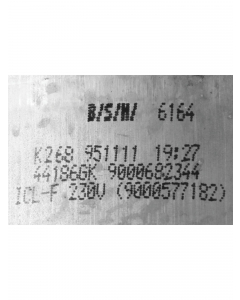 B/S/H/ 6164
K268 951111 19:27
44186GK 9000682344
ICL-F 230V (9000577182)